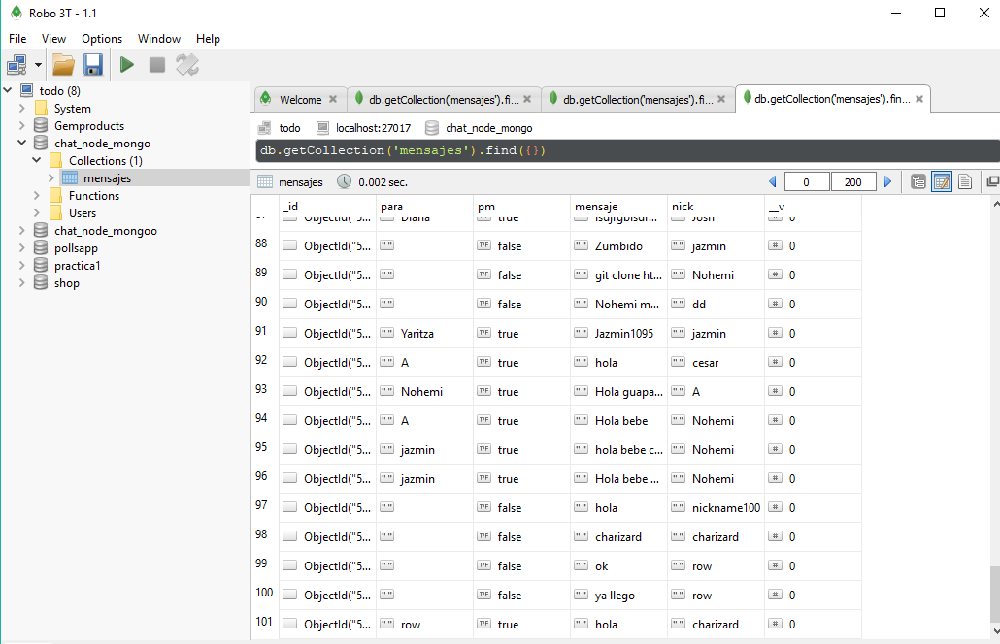 Robo 3T - 1.1
File View Options Window Help
todo (8)
System
Gemproducts
chat_node_mongo
Collections (1)
mensajes
Functions
Users
chat_node_mongoo
pollsapp
practica1
shop
Welcome
db.getCollection('mensajes').fi...
db.getCollection('mensajes').fi...
db.getCollection('mensajes').fin...
todo localhost:27017 chat_node_mongo
db.getCollection('mensajes').find({})
mensajes 0.002 sec. 0 200
_id para pm mensaje nick __v
Diana true Josh 0
88 ObjectId("5... "" T/F false "" Zumbido "" jazmin # 0
89 ObjectId("5... "" T/F false "" git clone ht... "" Nohemi # 0
90 ObjectId("5... "" T/F false "" Nohemi m... "" dd # 0
91 ObjectId("5... "" Yaritza T/F true "" Jazmin1095 "" jazmin # 0
92 ObjectId("5... "" A T/F true "" hola "" cesar # 0
93 ObjectId("5... "" Nohemi T/F true "" Hola guapa... "" A # 0
94 ObjectId("5... "" A T/F true "" Hola bebe "" Nohemi # 0
95 ObjectId("5... "" jazmin T/F true "" hola bebe c... "" Nohemi # 0
96 ObjectId("5... "" jazmin T/F true "" Hola bebe ... "" Nohemi # 0
97 ObjectId("5... "" T/F false "" hola "" nickname100 # 0
98 ObjectId("5... "" T/F false "" charizard "" charizard # 0
99 ObjectId("5... "" T/F false "" ok "" row # 0
100 ObjectId("5... "" T/F false "" ya llego "" row # 0
101 ObjectId("5... "" row T/F true "" hola "" charizard # 0